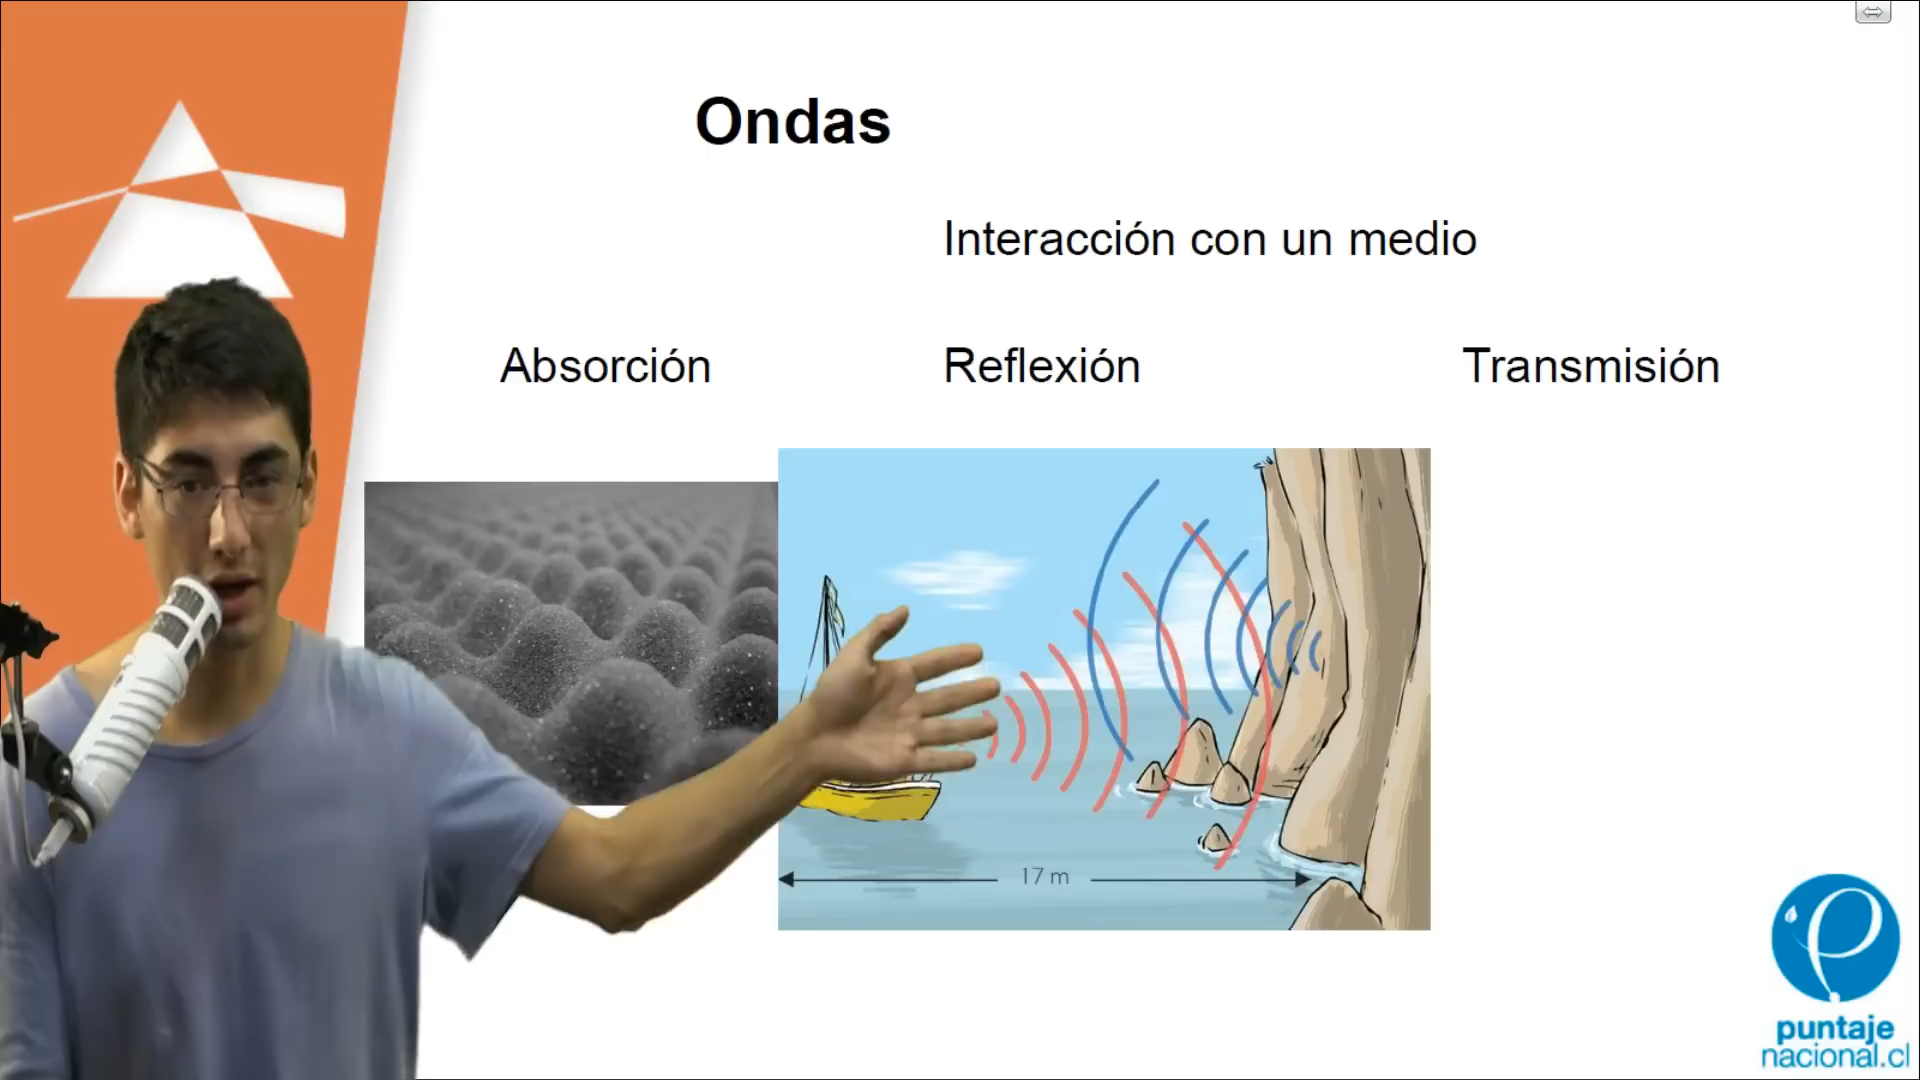 Ondas
Interacción con un medio
Absorción
Reflexión
Transmisión
17 m
puntaje
nacional.cl